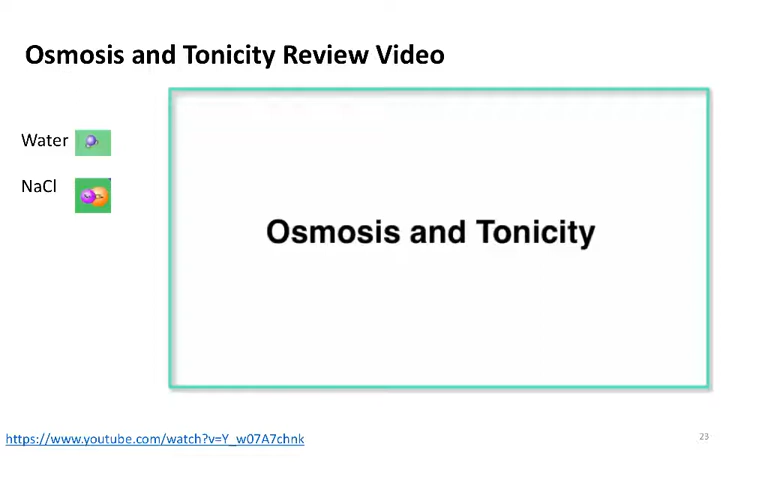 Osmosis and Tonicity Review Video
Water
NaCl
Osmosis and Tonicity
https://www.youtube.com/watch?v=Y_w07A7chnk
23